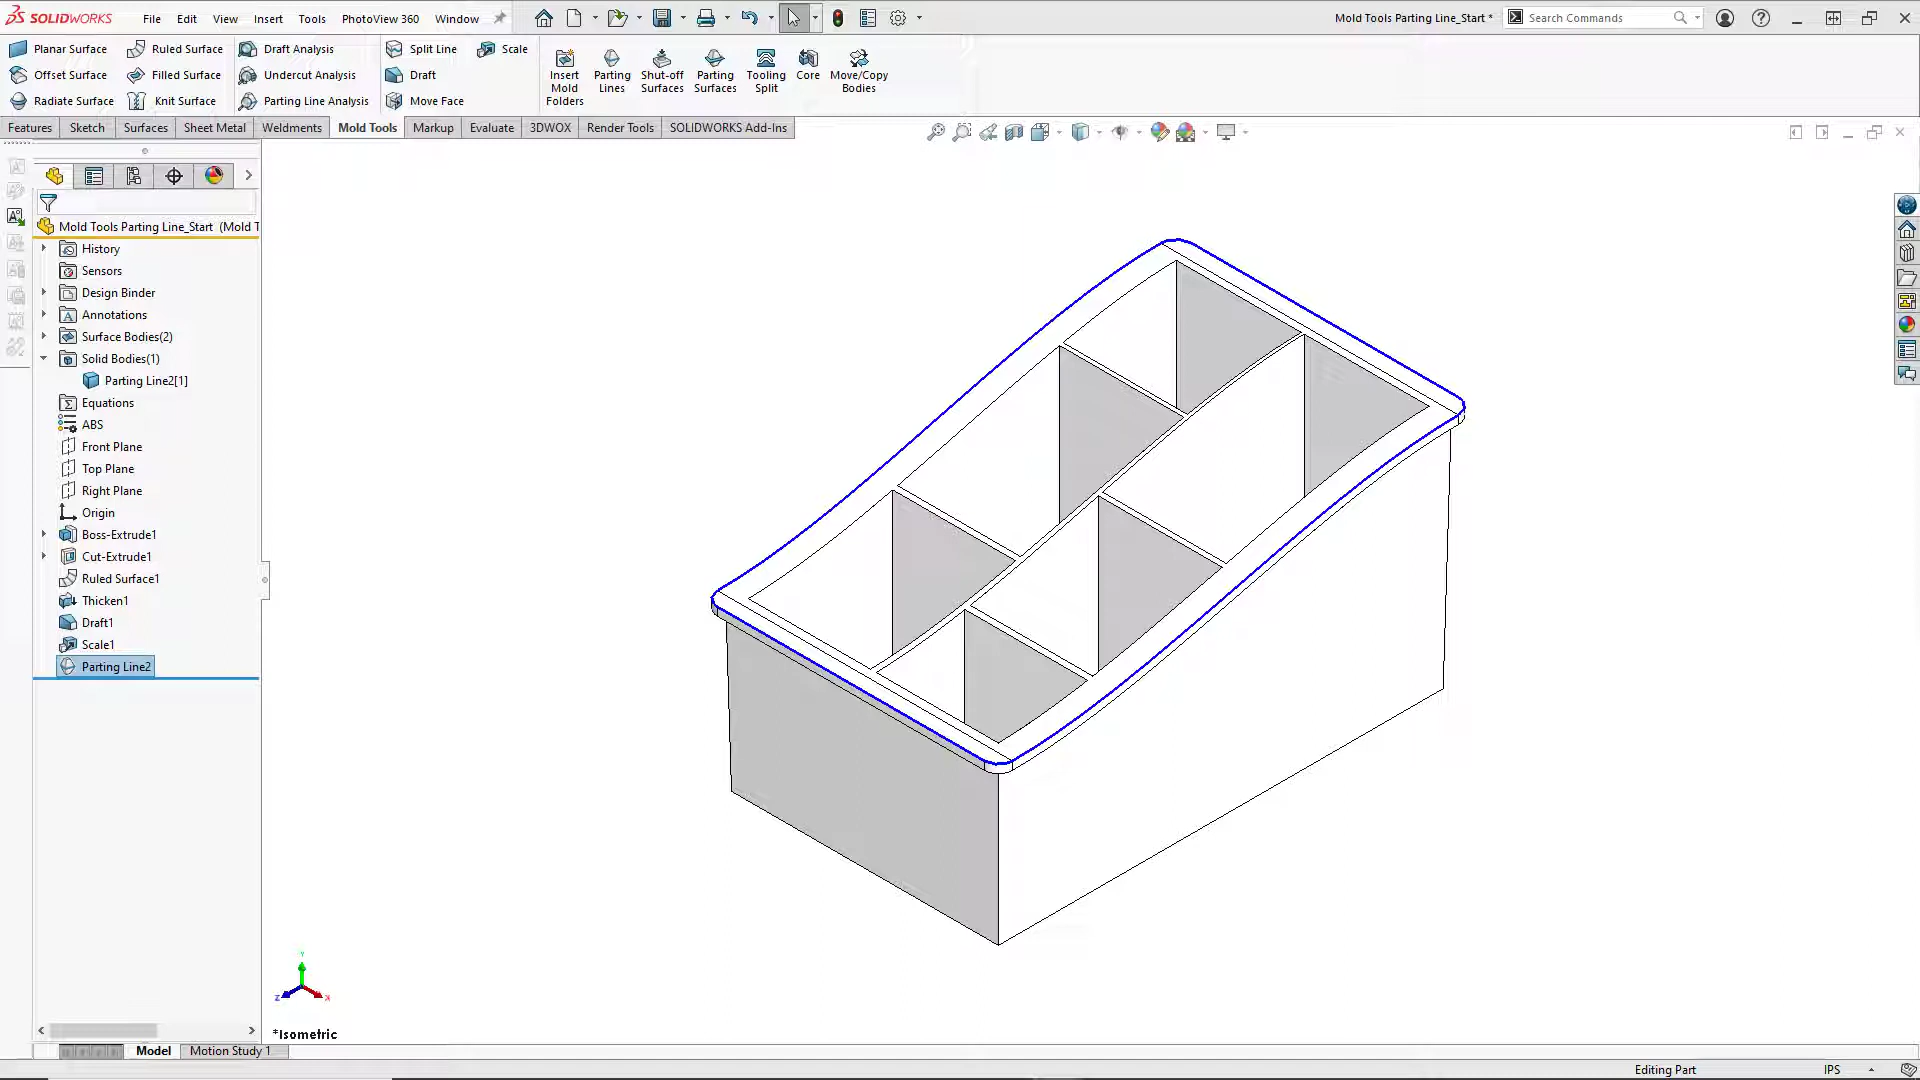 SOLIDWORKS File Edit View Insert Tools PhotoView 360 Window Mold Tools Parting Line_Start * Search Commands
Planar Surface Ruled Surface Draft Analysis Split Line Scale
Offset Surface Filled Surface Undercut Analysis Draft
Radiate Surface Knit Surface Parting Line Analysis Move Face
Insert Mold Folders Parting Lines Shut-off Surfaces Parting Surfaces Tooling Split Core Move/Copy Bodies
Features Sketch Surfaces Sheet Metal Weldments Mold Tools Markup Evaluate 3DWOX Render Tools SOLIDWORKS Add-Ins
Mold Tools Parting Line_Start (Mold T
History
Sensors
Design Binder
Annotations
Surface Bodies(2)
Solid Bodies(1)
Parting Line2[1]
Equations
ABS
Front Plane
Top Plane
Right Plane
Origin
Boss-Extrude1
Cut-Extrude1
Ruled Surface1
Thicken1
Draft1
Scale1
Parting Line2
Y
Z X
*Isometric
Model Motion Study 1
Editing Part IPS